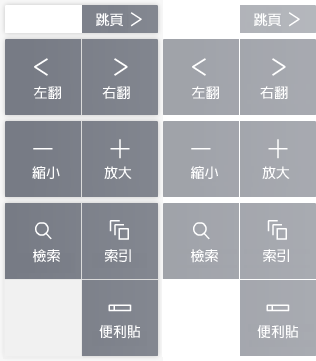 跳頁 跳頁
左翻 右翻 左翻 右翻
縮小 放大 縮小 放大
檢索 索引 檢索 索引
便利貼 便利貼